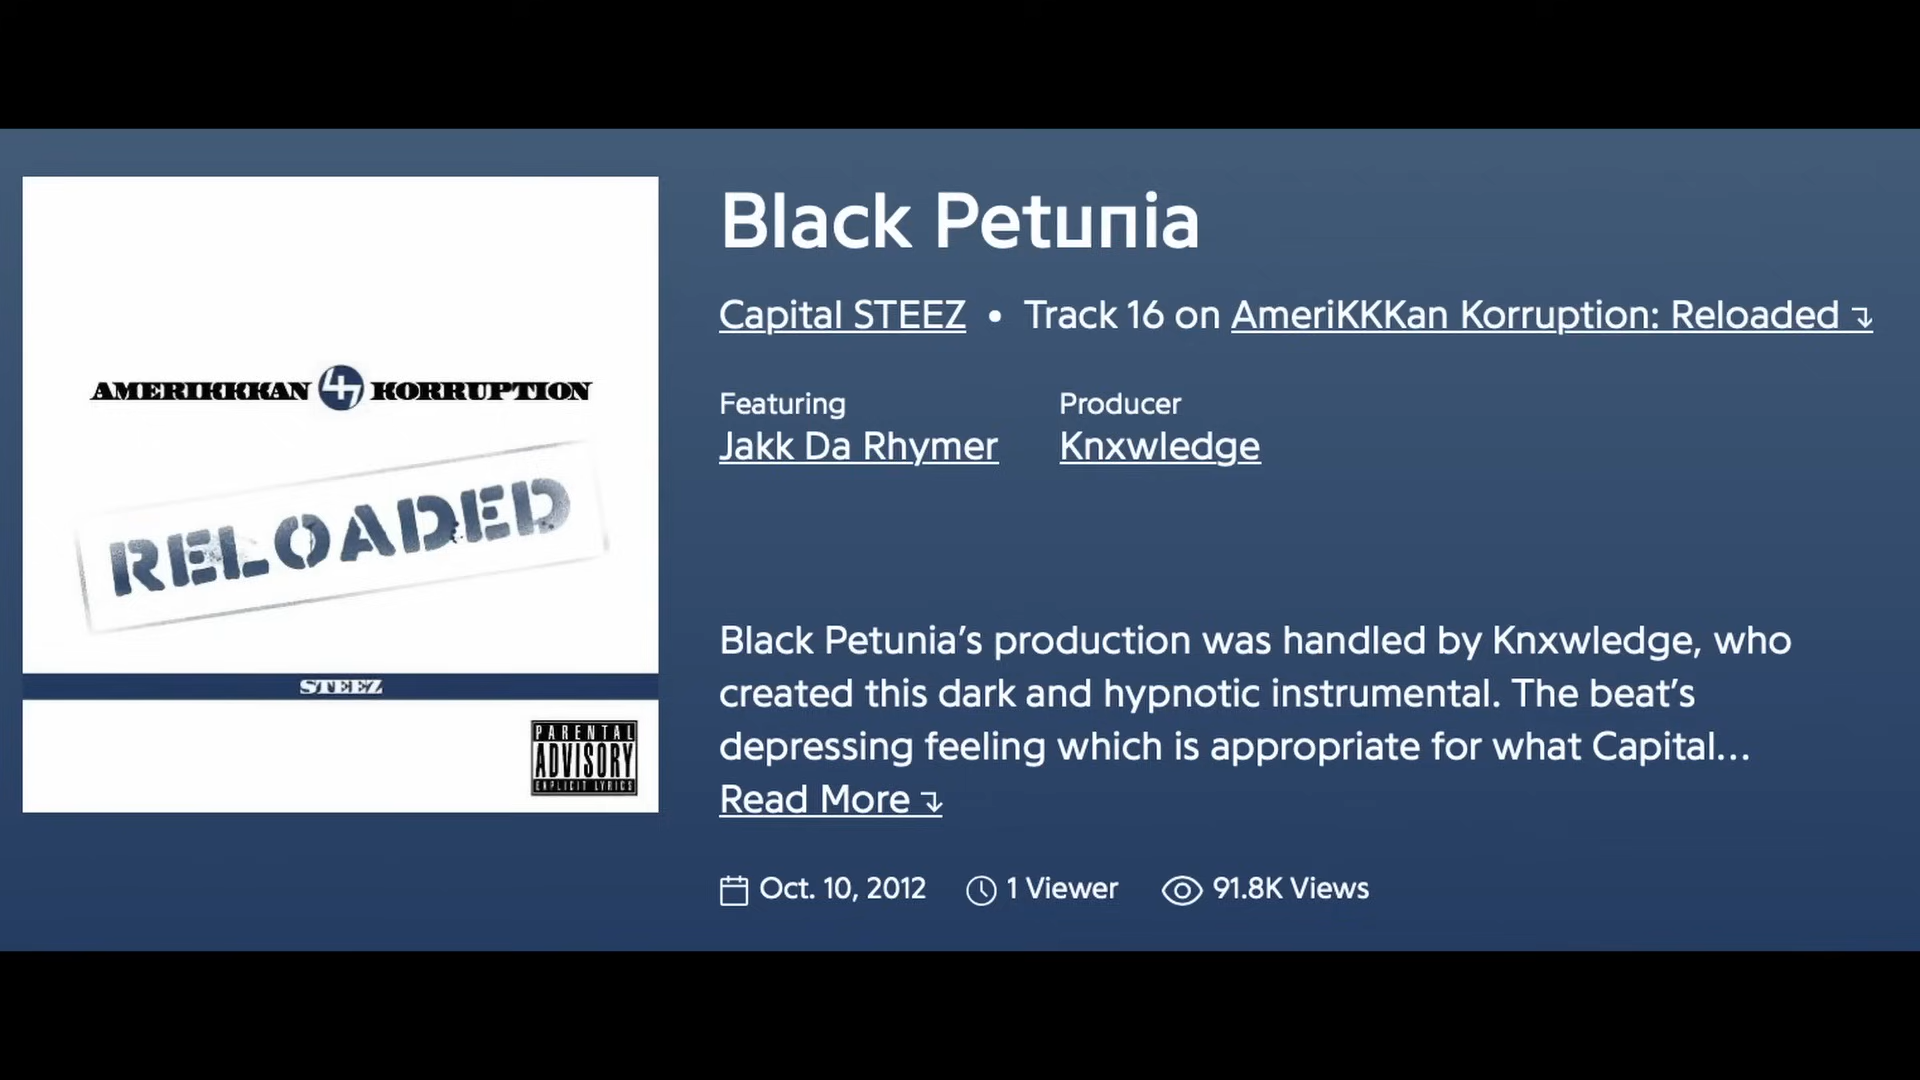 Black Petunia
Capital STEEZ • Track 16 on AmeriKKKan Korruption: Reloaded
Featuring
Jakk Da Rhymer
Producer
Knxwledge
Black Petunia’s production was handled by Knxwledge, who
created this dark and hypnotic instrumental. The beat’s
depressing feeling which is appropriate for what Capital...
Read More
Oct. 10, 2012 1 Viewer 91.8K Views
AMERIKKKAN 47 KORRUPTION
RELOADED
STEEZ
PARENTAL
ADVISORY
EXPLICIT LYRICS